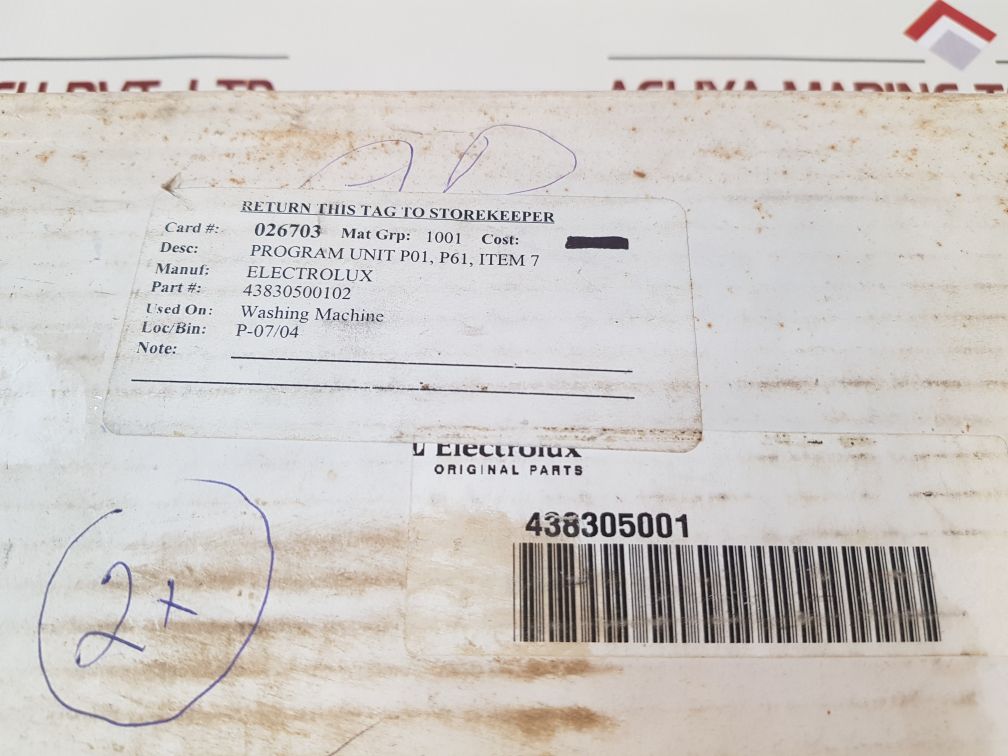 RETURN THIS TAG TO STOREKEEPER
Card #: 026703 Mat Grp: 1001 Cost:
Desc: PROGRAM UNIT P01, P61, ITEM 7
Manuf: ELECTROLUX
Part #: 43830500102
Used On: Washing Machine
Loc/Bin: P-07/04
Note:
Electrolux
ORIGINAL PARTS
438305001
2+